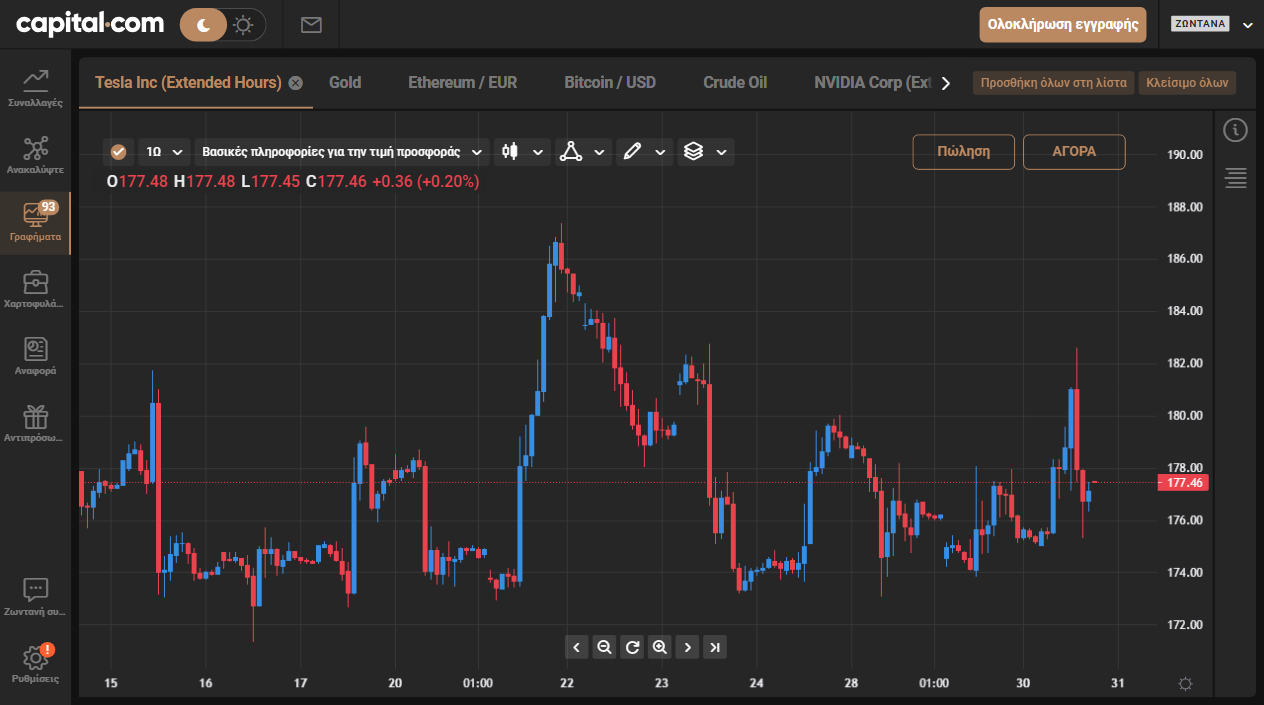 capital.com
Ολοκλήρωση εγγραφής
ΖΩΝΤΑΝΑ
Tesla Inc (Extended Hours)
Gold
Ethereum / EUR
Bitcoin / USD
Crude Oil
NVIDIA Corp (Ext
Προσθήκη όλων στη λίστα
Κλείσιμο όλων
Συναλλαγές
Ανακαλύψτε
93
Γραφήματα
Χαρτοφυλά...
Αναφορά
Αντιπρόσω...
Ζωντανή συ...
!
Ρυθμίσεις
1Ω
Βασικές πληροφορίες για την τιμή προσφοράς
Πώληση
ΑΓΟΡΑ
O177.48 H177.48 L177.45 C177.46 +0.36 (+0.20%)
190.00
188.00
186.00
184.00
182.00
180.00
178.00
177.46
176.00
174.00
172.00
15
16
17
20
01:00
22
23
24
28
01:00
30
31